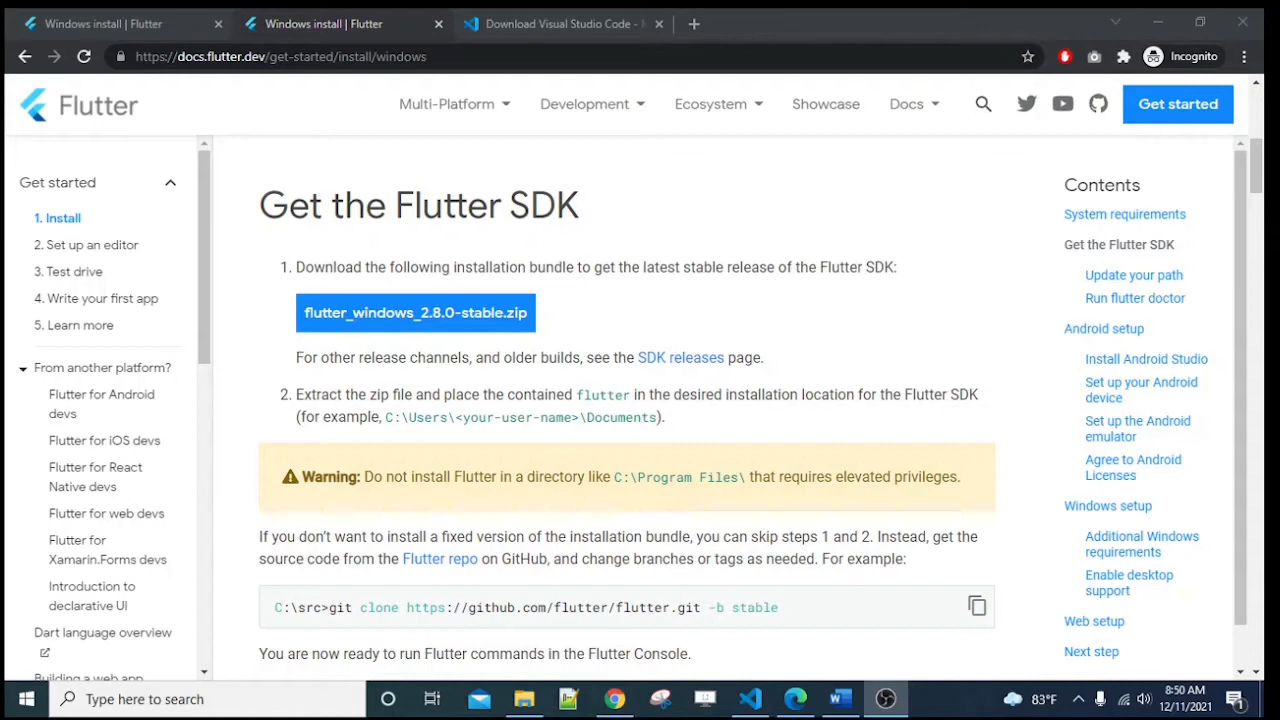 Windows install | Flutter
Windows install | Flutter
Download Visual Studio Code - M
https://docs.flutter.dev/get-started/install/windows
Incognito
Flutter
Multi-Platform
Development
Ecosystem
Showcase
Docs
Get started
Get started
1. Install
2. Set up an editor
3. Test drive
4. Write your first app
5. Learn more
From another platform?
Flutter for Android
devs
Flutter for iOS devs
Flutter for React
Native devs
Flutter for web devs
Flutter for
Xamarin.Forms devs
Introduction to
declarative UI
Dart language overview
Building a web app
Get the Flutter SDK
1. Download the following installation bundle to get the latest stable release of the Flutter SDK:
flutter_windows_2.8.0-stable.zip
For other release channels, and older builds, see the SDK releases page.
2. Extract the zip file and place the contained flutter in the desired installation location for the Flutter SDK
(for example, C:\Users\<your-user-name>\Documents).
Warning: Do not install Flutter in a directory like C:\Program Files\ that requires elevated privileges.
If you don't want to install a fixed version of the installation bundle, you can skip steps 1 and 2. Instead, get the
source code from the Flutter repo on GitHub, and change branches or tags as needed. For example:
C:\src>git clone https://github.com/flutter/flutter.git -b stable
You are now ready to run Flutter commands in the Flutter Console.
Contents
System requirements
Get the Flutter SDK
Update your path
Run flutter doctor
Android setup
Install Android Studio
Set up your Android
device
Set up the Android
emulator
Agree to Android
Licenses
Windows setup
Additional Windows
requirements
Enable desktop
support
Web setup
Next step
Type here to search
83°F
8:50 AM
12/11/2021
1